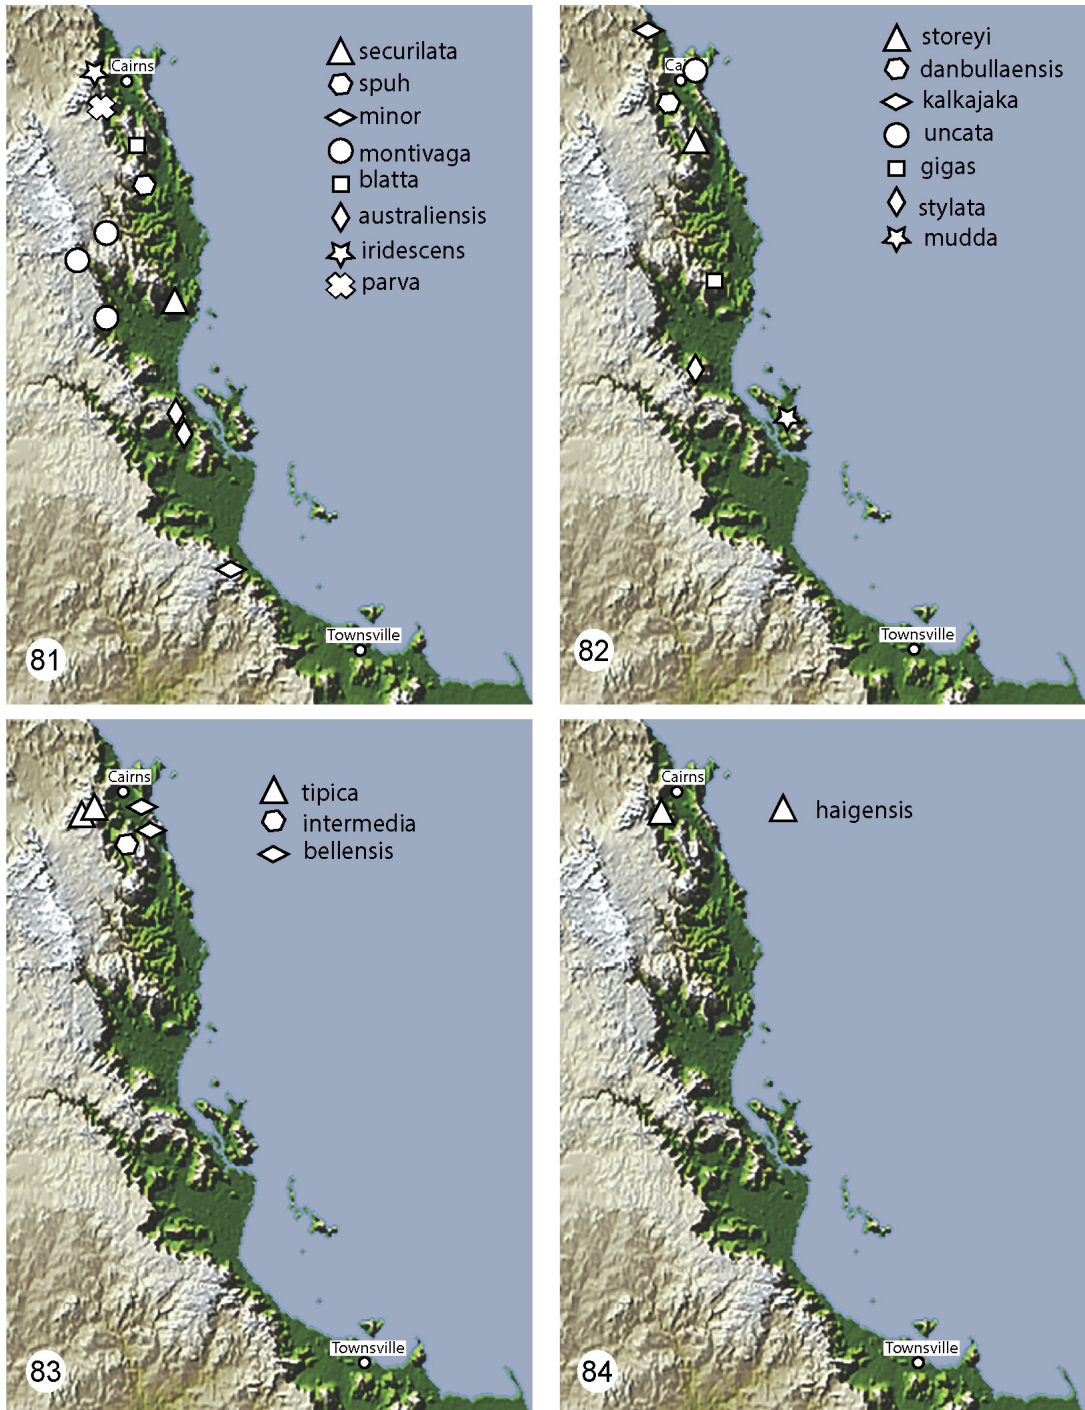 Cairns
securilata
spuh
minor
montivaga
blatta
australiensis
iridescens
parva
Townsville
81
storeyi
danbullaensis
kalkajaka
uncata
gigas
stylata
mudda
Townsville
82
Cairns
tipica
intermedia
bellensis
Townsville
83
Cairns
haigensis
Townsville
84